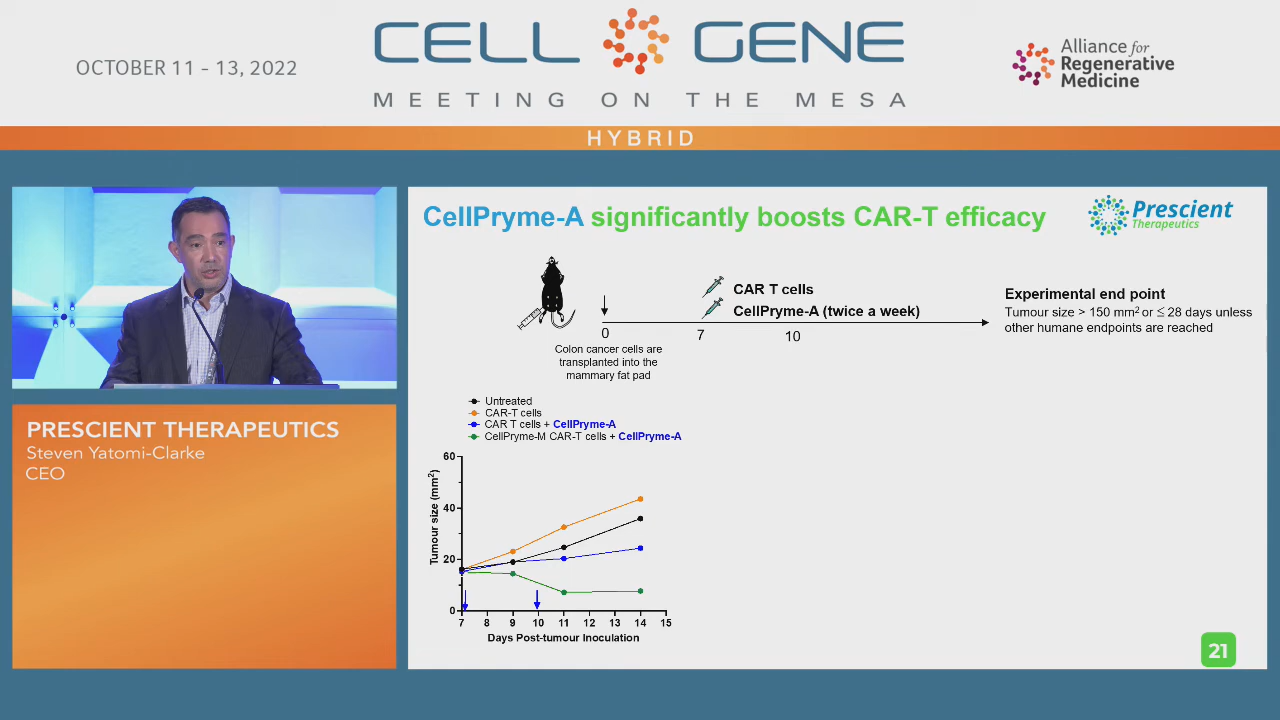 OCTOBER 11 - 13, 2022
CELL GENE
MEETING ON THE MESA
Alliance for
Regenerative
Medicine
HYBRID
PRESCIENT THERAPEUTICS
Steven Yatomi-Clarke
CEO
CellPryme-A significantly boosts CAR-T efficacy
Prescient
Therapeutics
CAR T cells
CellPryme-A (twice a week)
0
7
10
Colon cancer cells are
transplanted into the
mammary fat pad
Experimental end point
Tumour size > 150 mm² or ≤ 28 days unless
other humane endpoints are reached
Untreated
CAR-T cells
CAR T cells + CellPryme-A
CellPryme-M CAR-T cells + CellPryme-A
Tumour size (mm²)
60
40
20
0
7 8 9 10 11 12 13 14 15
Days Post-tumour Inoculation
21